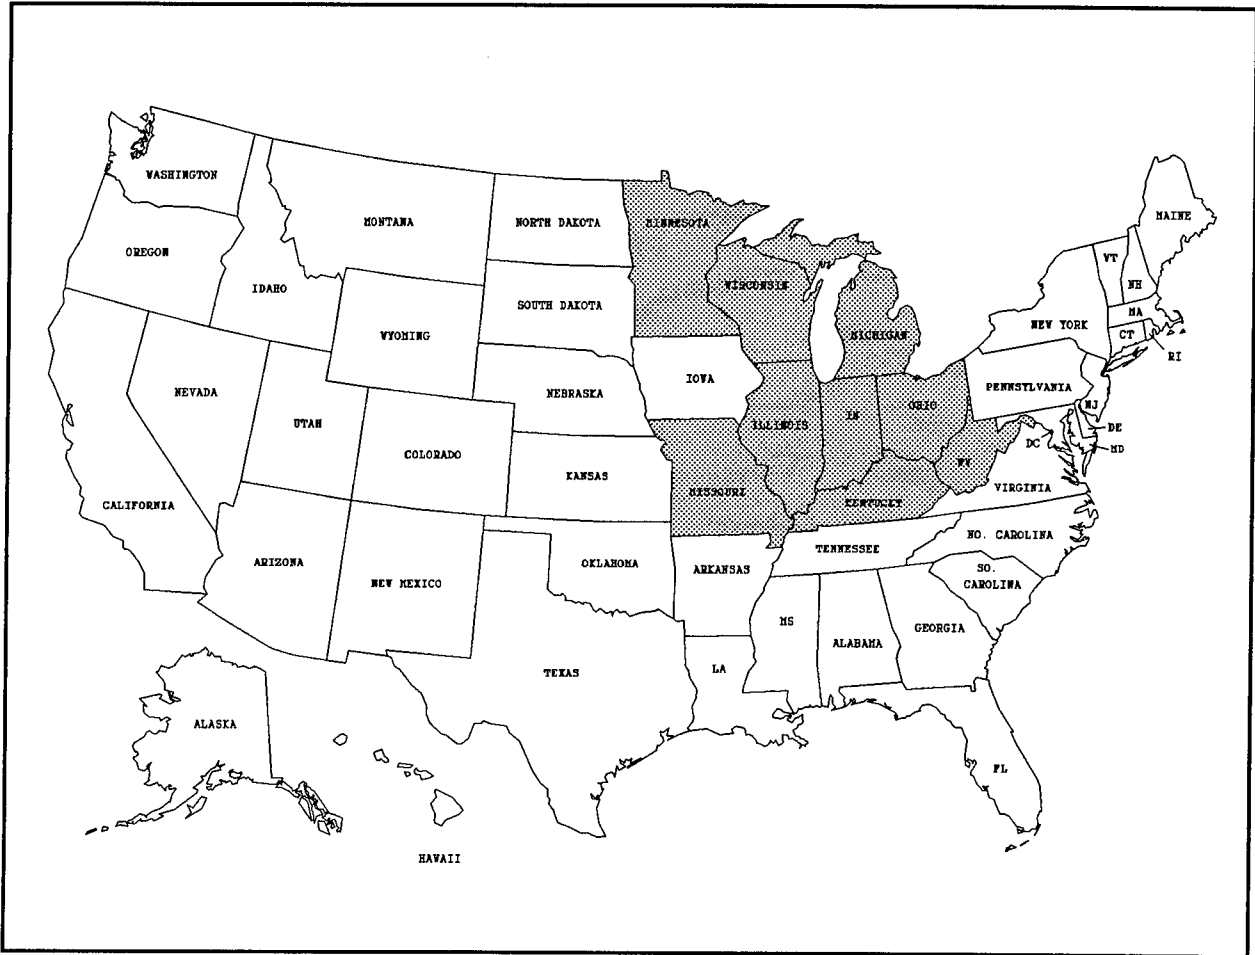 WASHINGTON
MONTANA
NORTH DAKOTA
MINNESOTA
MAINE
OREGON
VT
IDAHO
SOUTH DAKOTA
WISCONSIN
NH
MA
WYOMING
MICHIGAN
NEW YORK
CT
RI
NEVADA
NEBRASKA
IOWA
PENNSYLVANIA
UTAH
ILLINOIS
IN
OHIO
NJ
DE
COLORADO
DC
MD
KANSAS
MISSOURI
KENTUCKY
WV
VIRGINIA
CALIFORNIA
ARIZONA
NEW MEXICO
OKLAHOMA
ARKANSAS
TENNESSEE
NO. CAROLINA
SO.
CAROLINA
MS
ALABAMA
GEORGIA
TEXAS
LA
ALASKA
FL
HAWAII